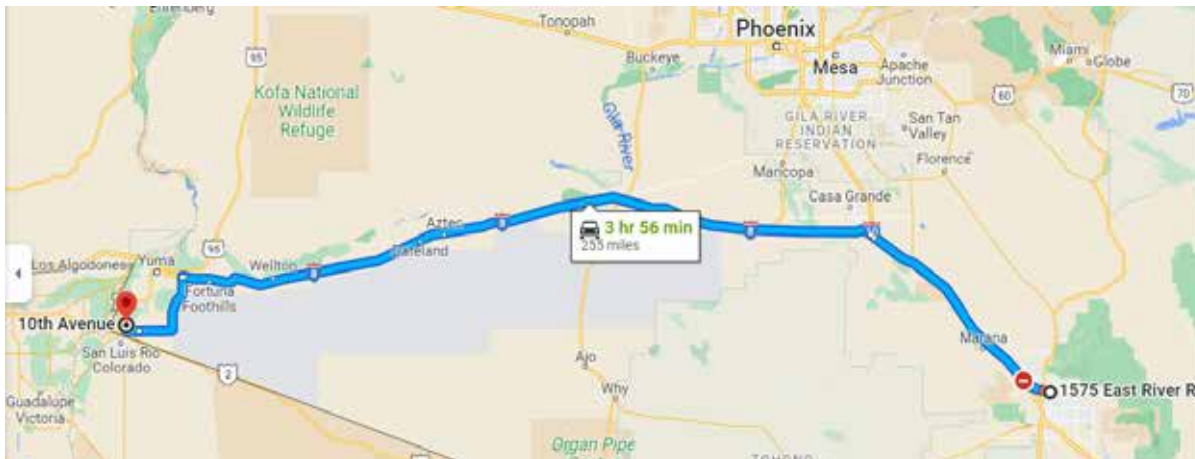 Ehrenberg
Tonopah
Phoenix
Buckeye
Mesa
Apache
Junction
Miami
Globe
95
60
70
Kofa National
Wildlife
Refuge
Gila River
GILA RIVER
INDIAN
RESERVATION
San Tan
Valley
Florence
Maricopa
Casa Grande
3 hr 56 min
255 miles
8
8
8
10
Aztec
Dateland
95
Los Algodones
Yuma
Wellton
Fortuna
Foothills
10th Avenue
San Luis Río
Colorado
2
Marana
Ajo
Why
1575 East River R
Guadalupe
Victoria
Organ Pipe